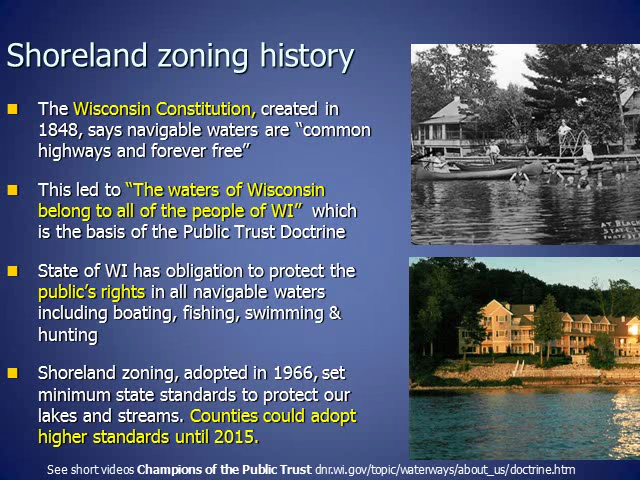 Shoreland zoning history
The Wisconsin Constitution, created in
1848, says navigable waters are “common
highways and forever free”
This led to “The waters of Wisconsin
belong to all of the people of WI” which
is the basis of the Public Trust Doctrine
State of WI has obligation to protect the
public’s rights in all navigable waters
including boating, fishing, swimming &
hunting
Shoreland zoning, adopted in 1966, set
minimum state standards to protect our
lakes and streams. Counties could adopt
higher standards until 2015.
AT
STATE
PHOTO BY
See short videos Champions of the Public Trust dnr.wi.gov/topic/waterways/about_us/doctrine.htm